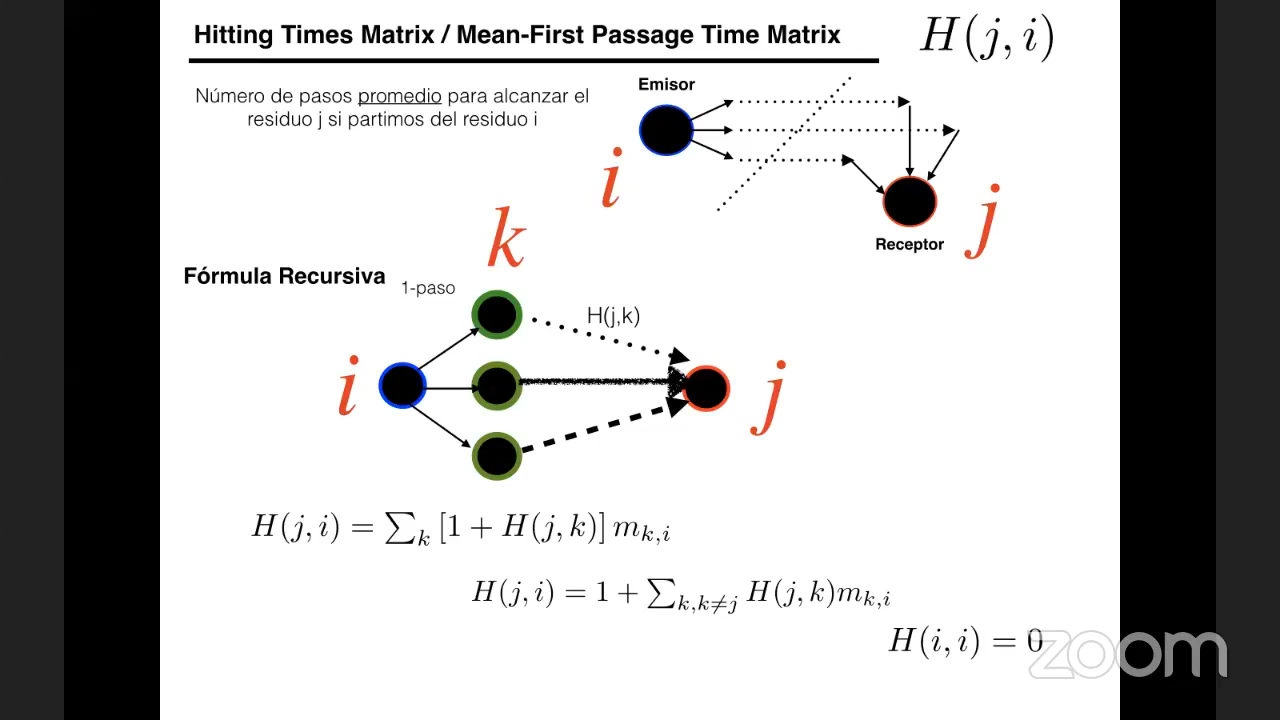 Hitting Times Matrix / Mean-First Passage Time Matrix
H(j, i)
Número de pasos promedio para alcanzar el
residuo j si partimos del residuo i
Emisor
i
j
Receptor
k
Fórmula Recursiva
1-paso
H(j,k)
i
j
H(j, i) = ∑_k [1 + H(j, k)] m_{k,i}
H(j, i) = 1 + ∑_{k,k≠j} H(j, k)m_{k,i}
H(i, i) = 0
zoom